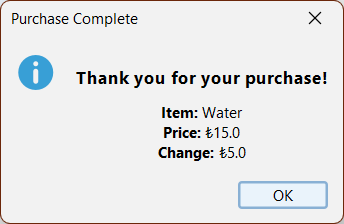 Purchase Complete
Thank you for your purchase!
Item: Water
Price: ₺15.0
Change: ₺5.0
OK